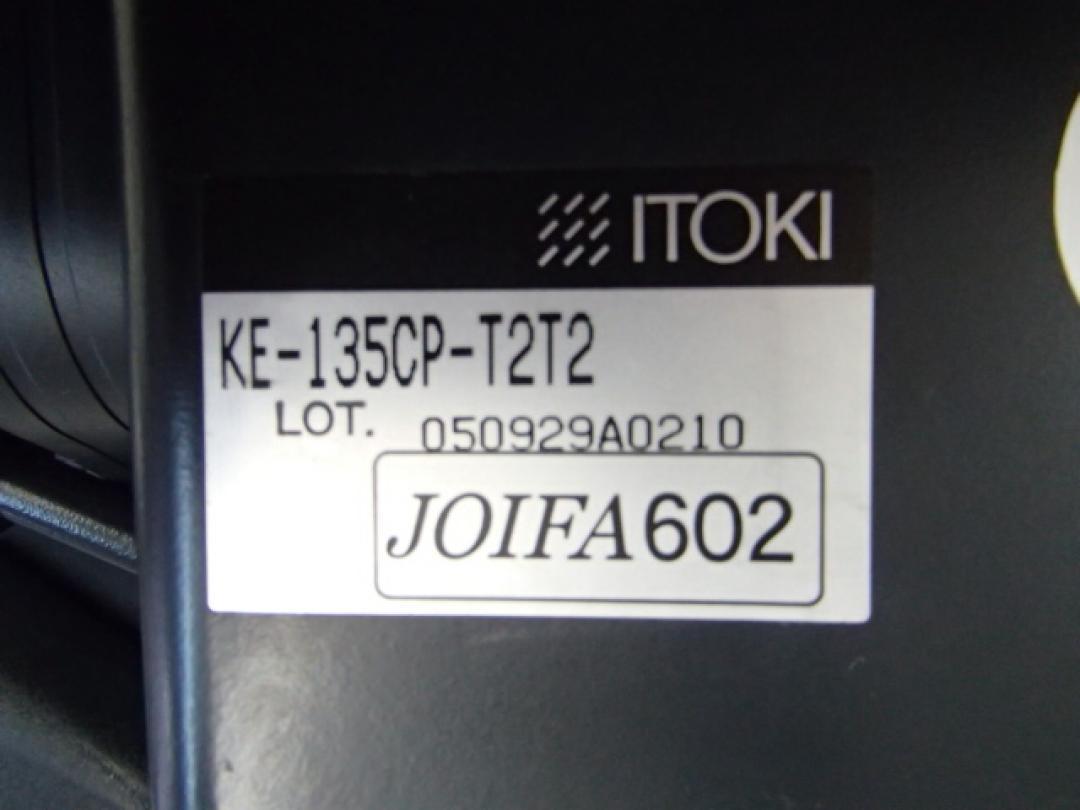 ITOKI
KE-135CP-T2T2
LOT. 050929A0210
JOIFA602